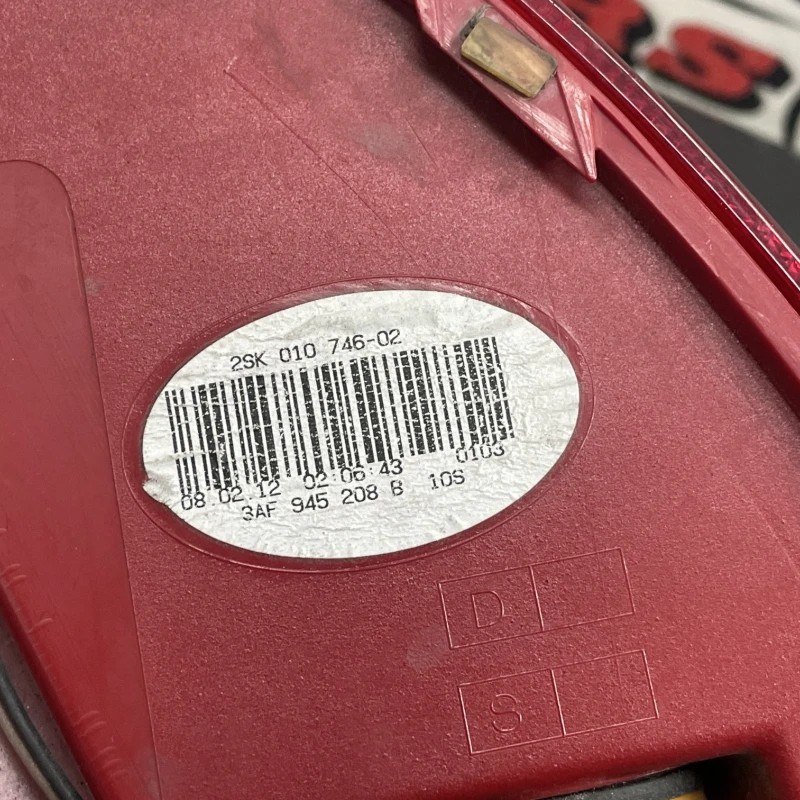 2SK 010 746-02
0103
08.02.12 02:06:43
3AF 945 208 B 10S
D
S